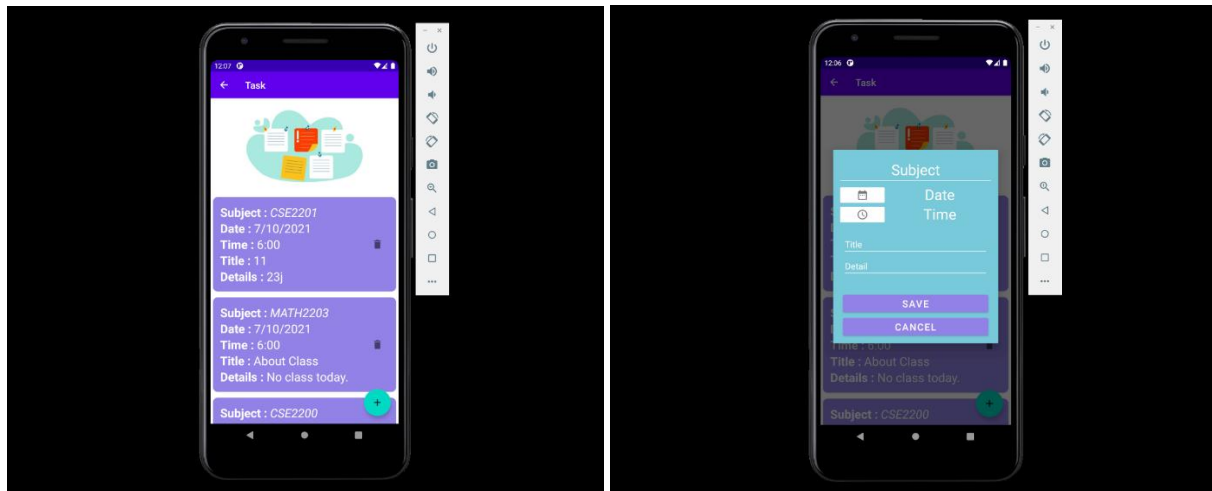 12:07
Task
Subject : CSE2201
Date : 7/10/2021
Time : 6:00
Title : 11
Details : 23j
Subject : MATH2203
Date : 7/10/2021
Time : 6:00
Title : About Class
Details : No class today.
Subject : CSE2200
+
12:06
Task
Subject
Date
Time
Title
Detail
SAVE
CANCEL
Time : 6:00
Title : About Class
Details : No class today.
Subject : CSE2200
+